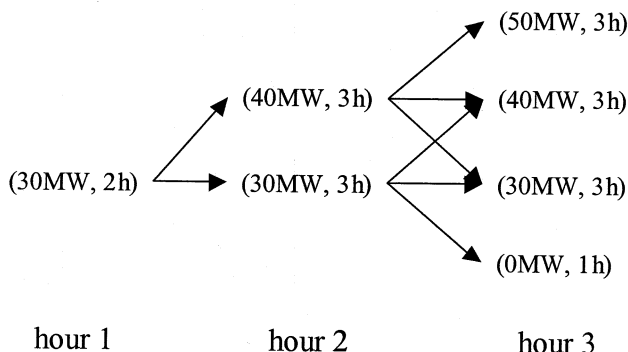 (50MW, 3h)
(40MW, 3h) (40MW, 3h)
(30MW, 2h) (30MW, 3h) (30MW, 3h)
(0MW, 1h)
hour 1 hour 2 hour 3